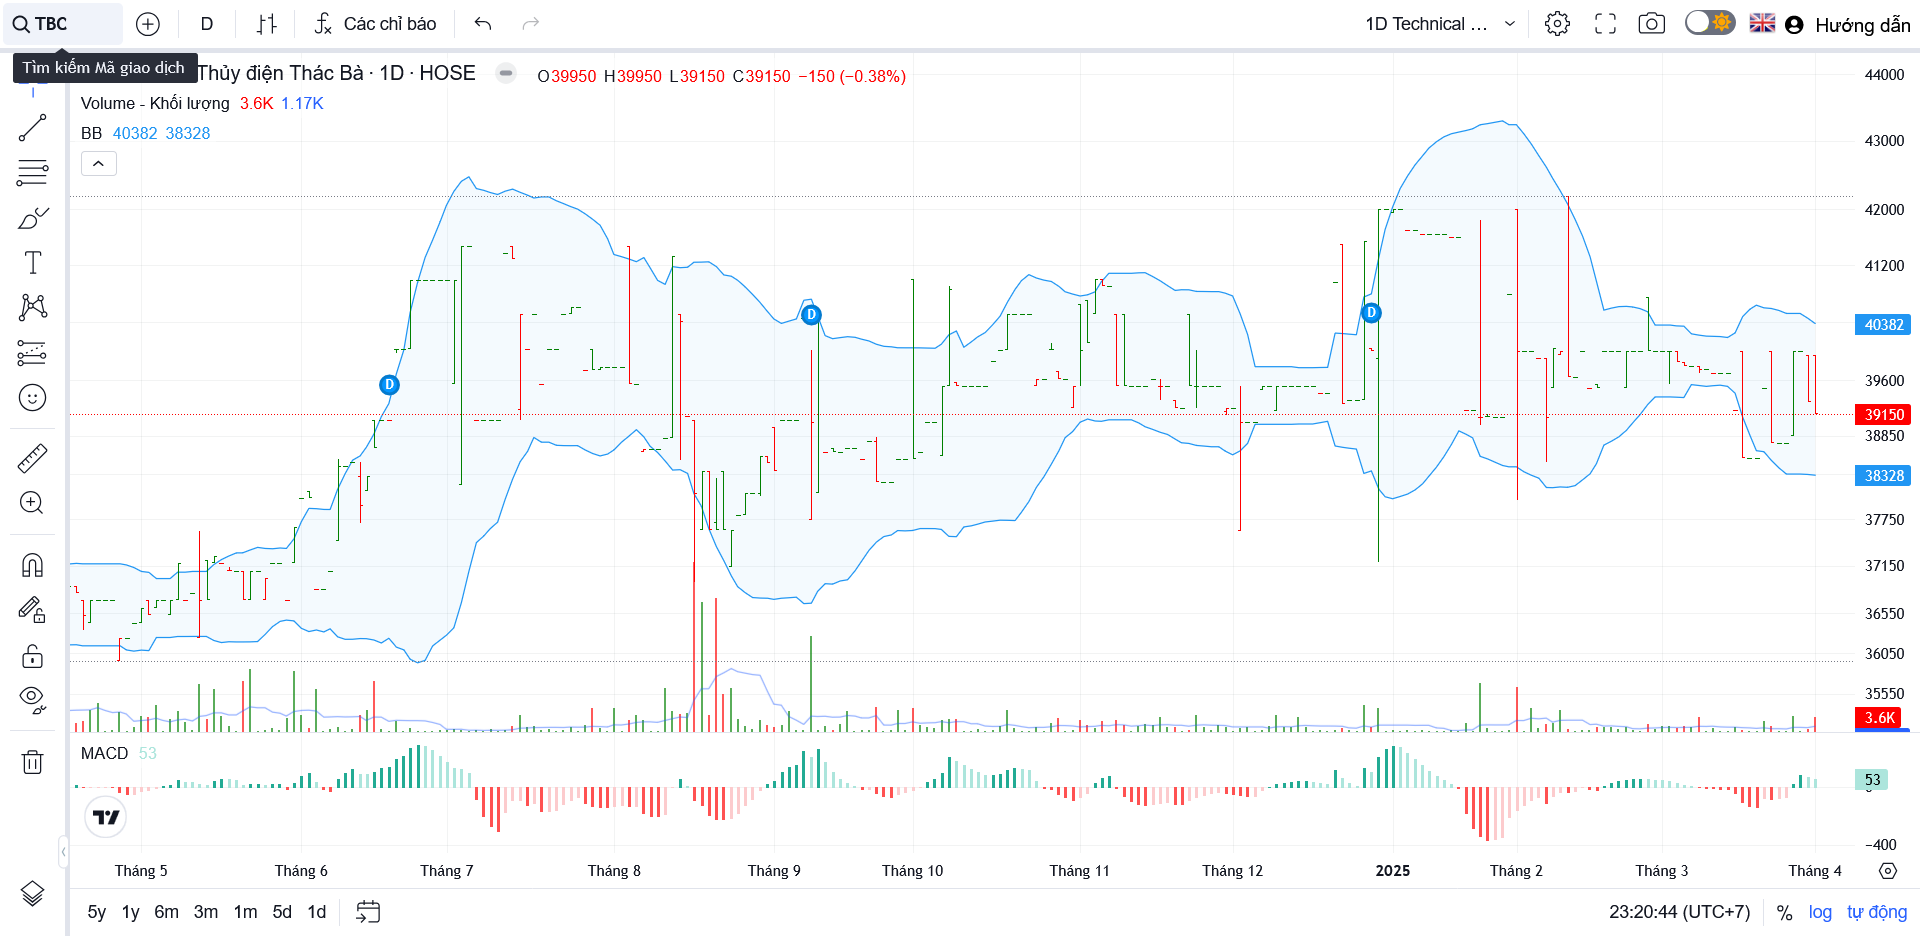 TBC
D
Các chỉ báo
1D Technical ...
Hướng dẫn
Tìm kiếm Mã giao dịch
Thủy điện Thác Bà · 1D · HOSE
O39950 H39950 L39150 C39150 −150 (−0.38%)
Volume - Khối lượng 3.6K 1.17K
BB 40382 38328
44000
43000
42000
41200
40382
39600
39150
38850
38328
37750
37150
36550
36050
35550
3.6K
D
D
D
MACD 53
53
−400
Tháng 5
Tháng 6
Tháng 7
Tháng 8
Tháng 9
Tháng 10
Tháng 11
Tháng 12
2025
Tháng 2
Tháng 3
Tháng 4
5y 1y 6m 3m 1m 5d 1d
23:20:44 (UTC+7) % log tự động